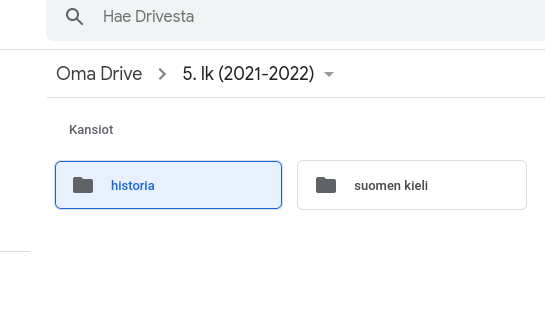 Hae Drivesta
Oma Drive > 5. lk (2021-2022)
Kansiot
historia
suomen kieli